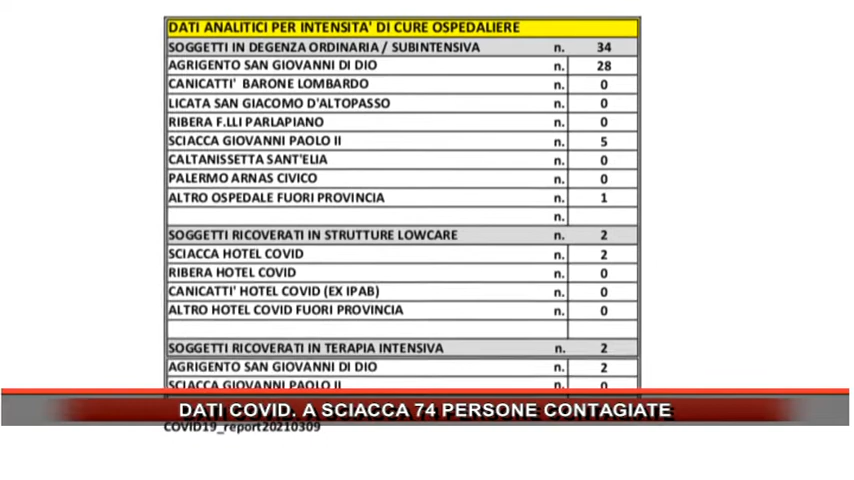 DATI ANALITICI PER INTENSITA' DI CURE OSPEDALIERE
SOGGETTI IN DEGENZA ORDINARIA / SUBINTENSIVA n. 34
AGRIGENTO SAN GIOVANNI DI DIO n. 28
CANICATTI' BARONE LOMBARDO n. 0
LICATA SAN GIACOMO D'ALTOPASSO n. 0
RIBERA F.LLI PARLAPIANO n. 0
SCIACCA GIOVANNI PAOLO II n. 5
CALTANISSETTA SANT'ELIA n. 0
PALERMO ARNAS CIVICO n. 0
ALTRO OSPEDALE FUORI PROVINCIA n. 1
n.
SOGGETTI RICOVERATI IN STRUTTURE LOWCARE n. 2
SCIACCA HOTEL COVID n. 2
RIBERA HOTEL COVID n. 0
CANICATTI' HOTEL COVID (EX IPAB) n. 0
ALTRO HOTEL COVID FUORI PROVINCIA n. 0
SOGGETTI RICOVERATI IN TERAPIA INTENSIVA n. 2
AGRIGENTO SAN GIOVANNI DI DIO n. 2
SCIACCA GIOVANNI PAOLO II n. 0
DATI COVID. A SCIACCA 74 PERSONE CONTAGIATE
COVID19_report20210309